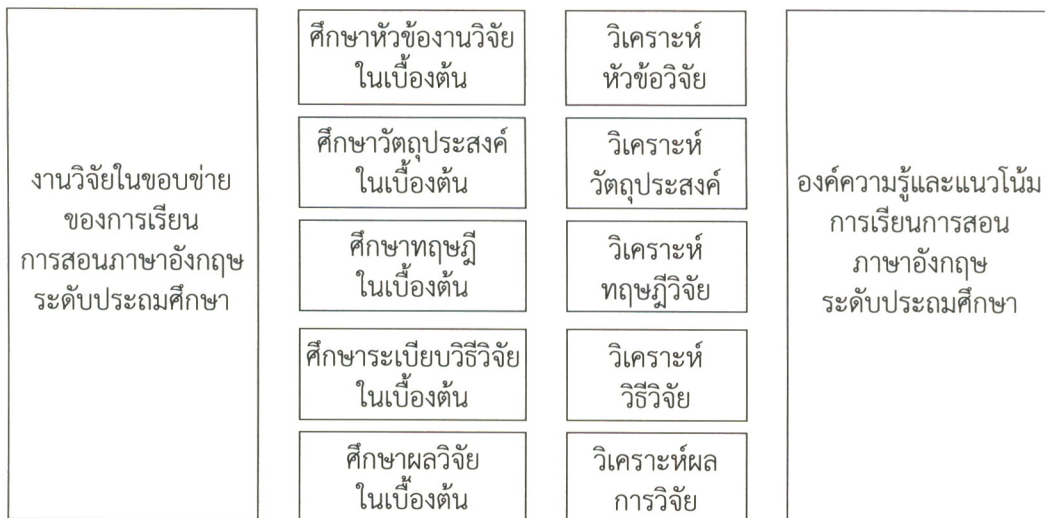 งานวิจัยในขอบข่าย
ของการเรียน
การสอนภาษาอังกฤษ
ระดับประถมศึกษา
ศึกษาหัวข้องานวิจัย
ในเบื้องต้น
ศึกษาวัตถุประสงค์
ในเบื้องต้น
ศึกษาทฤษฎี
ในเบื้องต้น
ศึกษาระเบียบวิธีวิจัย
ในเบื้องต้น
ศึกษาผลวิจัย
ในเบื้องต้น
วิเคราะห์
หัวข้อวิจัย
วิเคราะห์
วัตถุประสงค์
วิเคราะห์
ทฤษฎีวิจัย
วิเคราะห์
วิธีวิจัย
วิเคราะห์ผล
การวิจัย
องค์ความรู้และแนวโน้ม
การเรียนการสอน
ภาษาอังกฤษ
ระดับประถมศึกษา